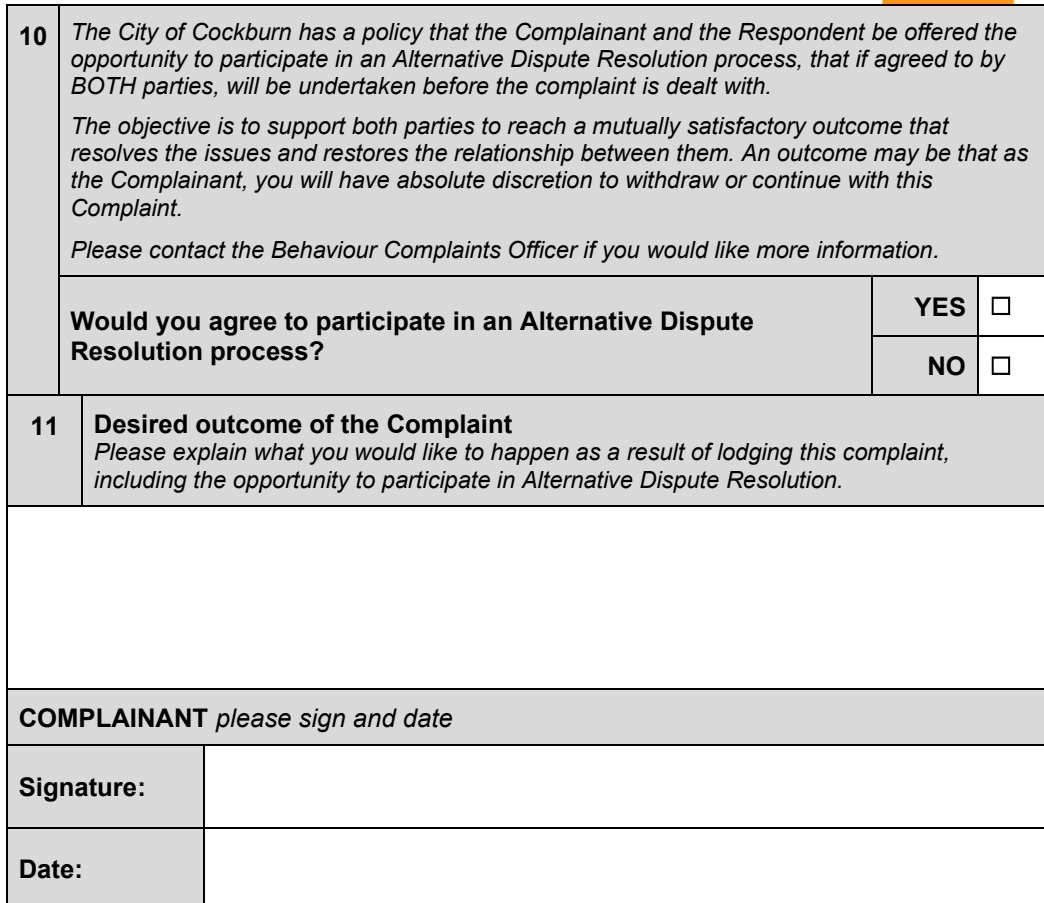 10
The City of Cockburn has a policy that the Complainant and the Respondent be offered the
opportunity to participate in an Alternative Dispute Resolution process, that if agreed to by
BOTH parties, will be undertaken before the complaint is dealt with.
The objective is to support both parties to reach a mutually satisfactory outcome that
resolves the issues and restores the relationship between them. An outcome may be that as
the Complainant, you will have absolute discretion to withdraw or continue with this
Complaint.
Please contact the Behaviour Complaints Officer if you would like more information.
Would you agree to participate in an Alternative Dispute
Resolution process?
YES ☐
NO ☐
11
Desired outcome of the Complaint
Please explain what you would like to happen as a result of lodging this complaint,
including the opportunity to participate in Alternative Dispute Resolution.
COMPLAINANT please sign and date
Signature:
Date: